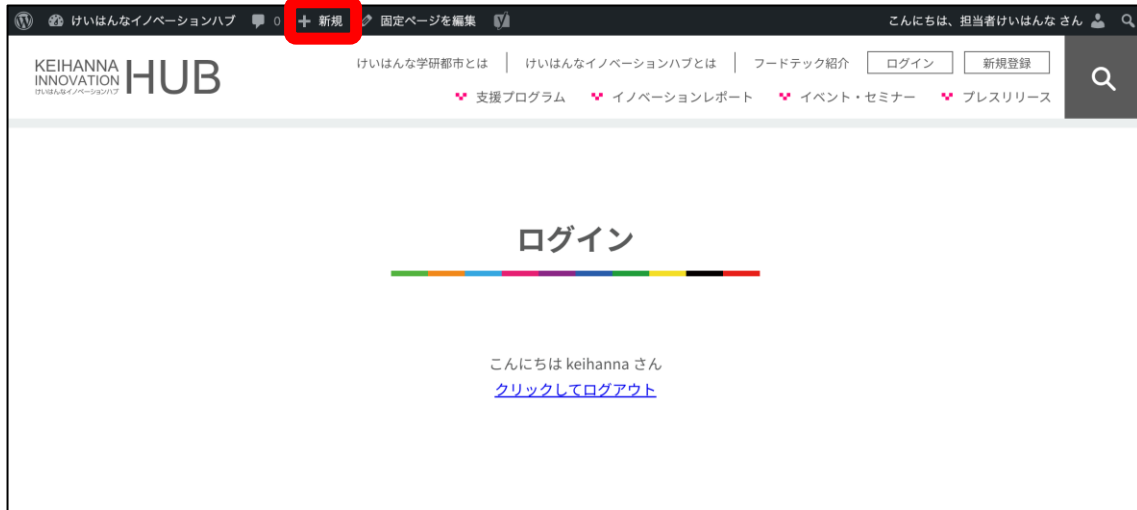 けいはんなイノベーションハブ 0 新規 固定ページを編集 こんにちは、担当者けいはんな さん
KEIHANNA
INNOVATION
けいはんなイノベーションハブ
HUB
けいはんな学研都市とは けいはんなイノベーションハブとは フードテック紹介 ログイン 新規登録
支援プログラム イノベーションレポート イベント・セミナー プレスリリース
ログイン
こんにちは keihanna さん
クリックしてログアウト